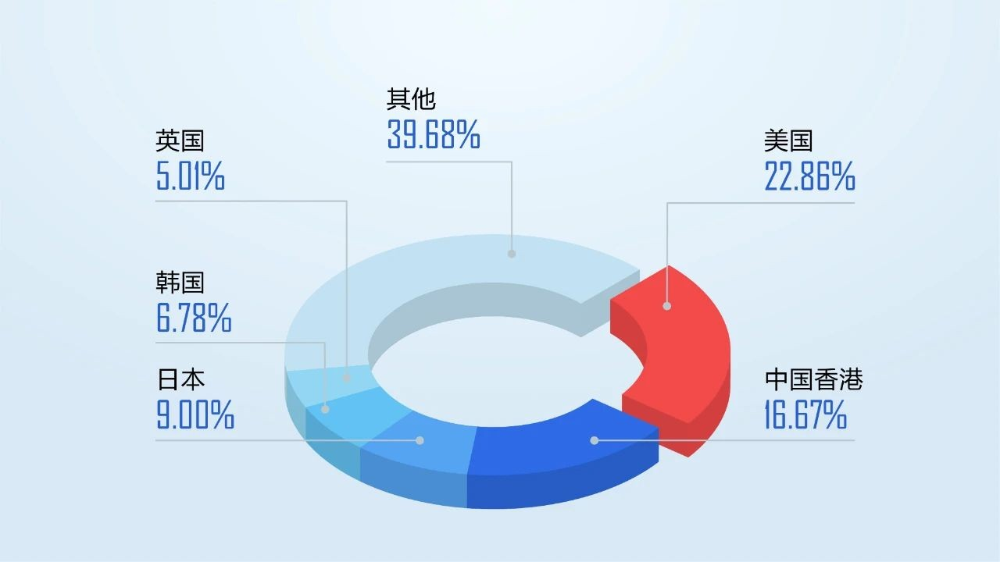 其他
39.68%
英国
5.01%
美国
22.86%
韩国
6.78%
日本
9.00%
中国香港
16.67%